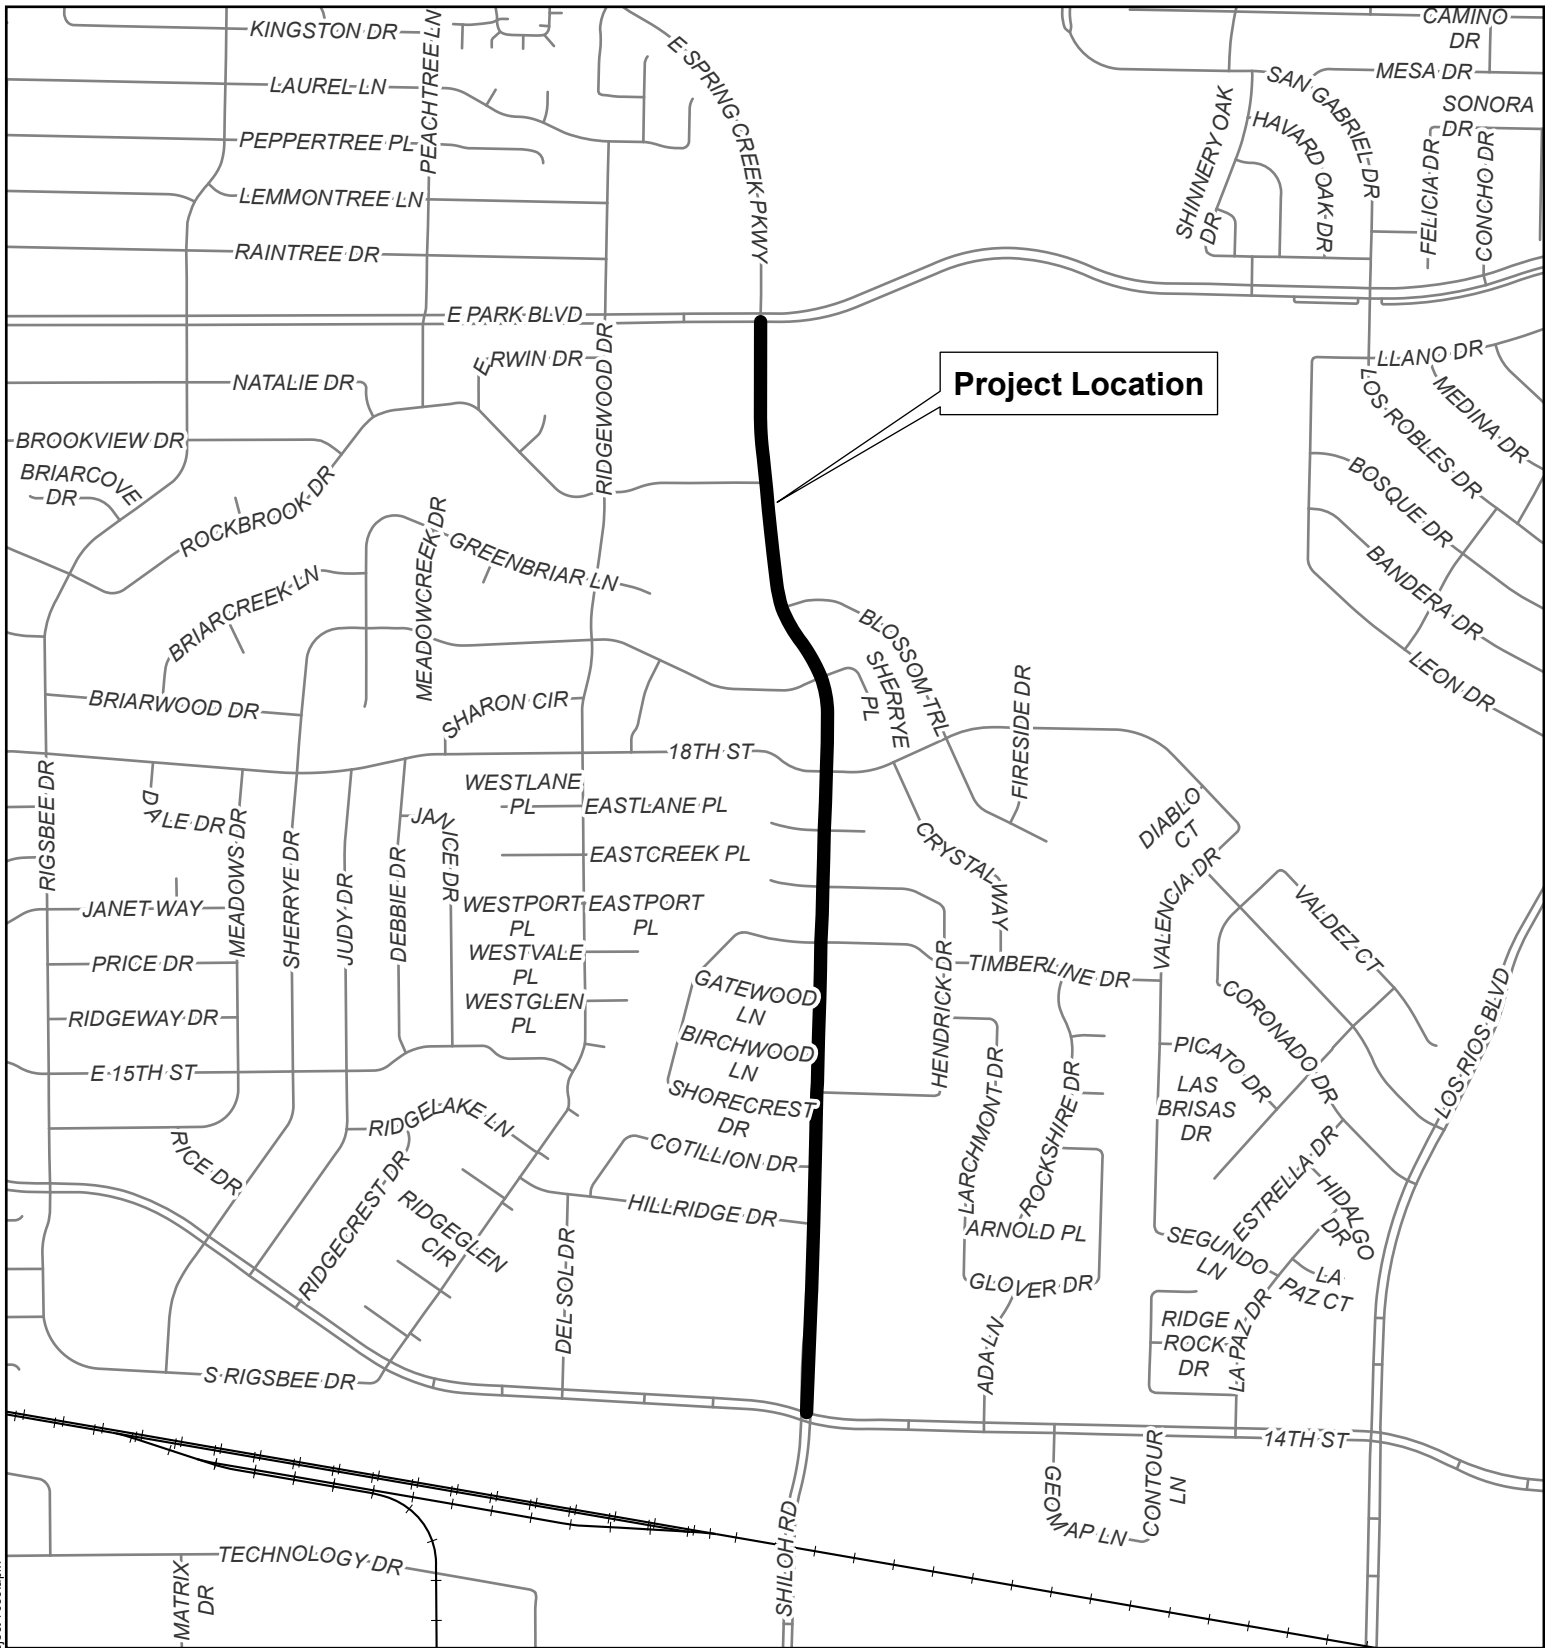 KINGSTON DR
PEACHTREE LN
E SPRING CREEK PKWY
CAMINO
DR
MESA DR
SAN GABRIEL DR
LAUREL LN
SHINNERY OAK
DR
HAVARD OAK DR
SONORA
DR
FELICIA DR
CONCHO DR
PEPPERTREE PL
LEMMONTREE LN
RAINTREE DR
E PARK BLVD
RIDGEWOOD DR
ERWIN DR
NATALIE DR
Project Location
LLANO DR
LOS ROBLES DR
MEDINA DR
BROOKVIEW DR
BRIARCOVE
DR
ROCKBROOK DR
MEADOWCREEK DR
GREENBRIAR LN
BOSQUE DR
BANDERA DR
LEON DR
BRIARCREEK LN
BRIARWOOD DR
SHARON CIR
BLOSSOM TRL
SHERRYE
PL
FIRESIDE DR
18TH ST
RIGSBEE DR
DALE DR
MEADOWS DR
SHERRYE DR
JUDY DR
DEBBIE DR
JANICE DR
WESTLANE
PL
EASTLANE PL
EASTCREEK PL
DIABLO
CT
CRYSTAL WAY
VALENCIA DR
VALDEZ CT
JANET WAY
WESTPORT
PL
EASTPORT
PL
WESTVALE
PL
WESTGLEN
PL
PRICE DR
RIDGEWAY DR
E 15TH ST
GATEWOOD
LN
BIRCHWOOD
LN
SHORECREST
DR
HENDRICK DR
TIMBERLINE DR
CORONADO DR
LOS RIOS BLVD
PICATO DR
LAS
BRISAS
DR
LARCHMONT DR
ROCKSHIRE DR
RIDGELAKE LN
RICE DR
RIDGECREST DR
RIDGEGLEN
CIR
COTILLION DR
HILLRIDGE DR
DEL SOL DR
ARNOLD PL
GLOVER DR
ESTRELLA DR
HIDALGO
DR
SEGUNDO
LN
LA
PAZ CT
RIDGE
ROCK
DR
LA PAZ DR
ADA LN
S RIGSBEE DR
14TH ST
CONTOUR
LN
GEOMAP LN
SHILOH RD
TECHNOLOGY DR
MATRIX
DR